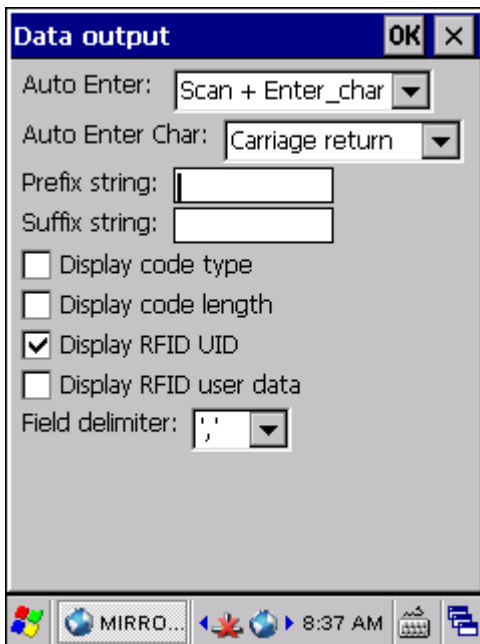 Data output OK
Auto Enter: Scan + Enter_char
Auto Enter Char: Carriage return
Prefix string:
Suffix string:
Display code type
Display code length
Display RFID UID
Display RFID user data
Field delimiter: ','
MIRRO... 8:37 AM